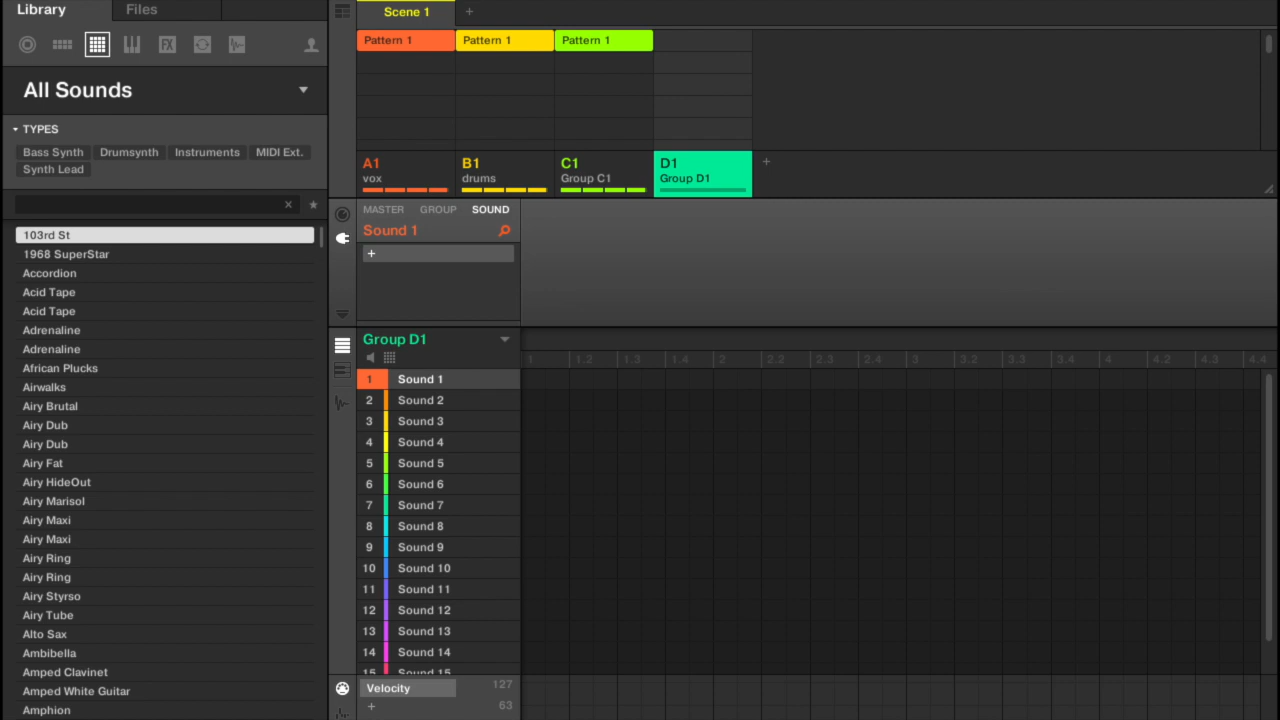 Library Files
All Sounds
TYPES
Bass Synth Drumsynth Instruments MIDI Ext.
Synth Lead
103rd St
1968 SuperStar
Accordion
Acid Tape
Acid Tape
Adrenaline
Adrenaline
African Plucks
Airwalks
Airy Brutal
Airy Dub
Airy Dub
Airy Fat
Airy HideOut
Airy Marisol
Airy Maxi
Airy Maxi
Airy Ring
Airy Ring
Airy Styrso
Airy Tube
Alto Sax
Ambibella
Amped Clavinet
Amped White Guitar
Amphion
Scene 1 +
Pattern 1 Pattern 1 Pattern 1
A1 B1 C1 D1 +
vox drums Group C1 Group D1
MASTER GROUP SOUND
Sound 1
+
Group D1
1 1.2 1.3 1.4 2 2.2 2.3 2.4 3 3.2 3.3 3.4 4 4.2 4.3 4.4
1 Sound 1
2 Sound 2
3 Sound 3
4 Sound 4
5 Sound 5
6 Sound 6
7 Sound 7
8 Sound 8
9 Sound 9
10 Sound 10
11 Sound 11
12 Sound 12
13 Sound 13
14 Sound 14
15 Sound 15
Velocity 127
+ 63